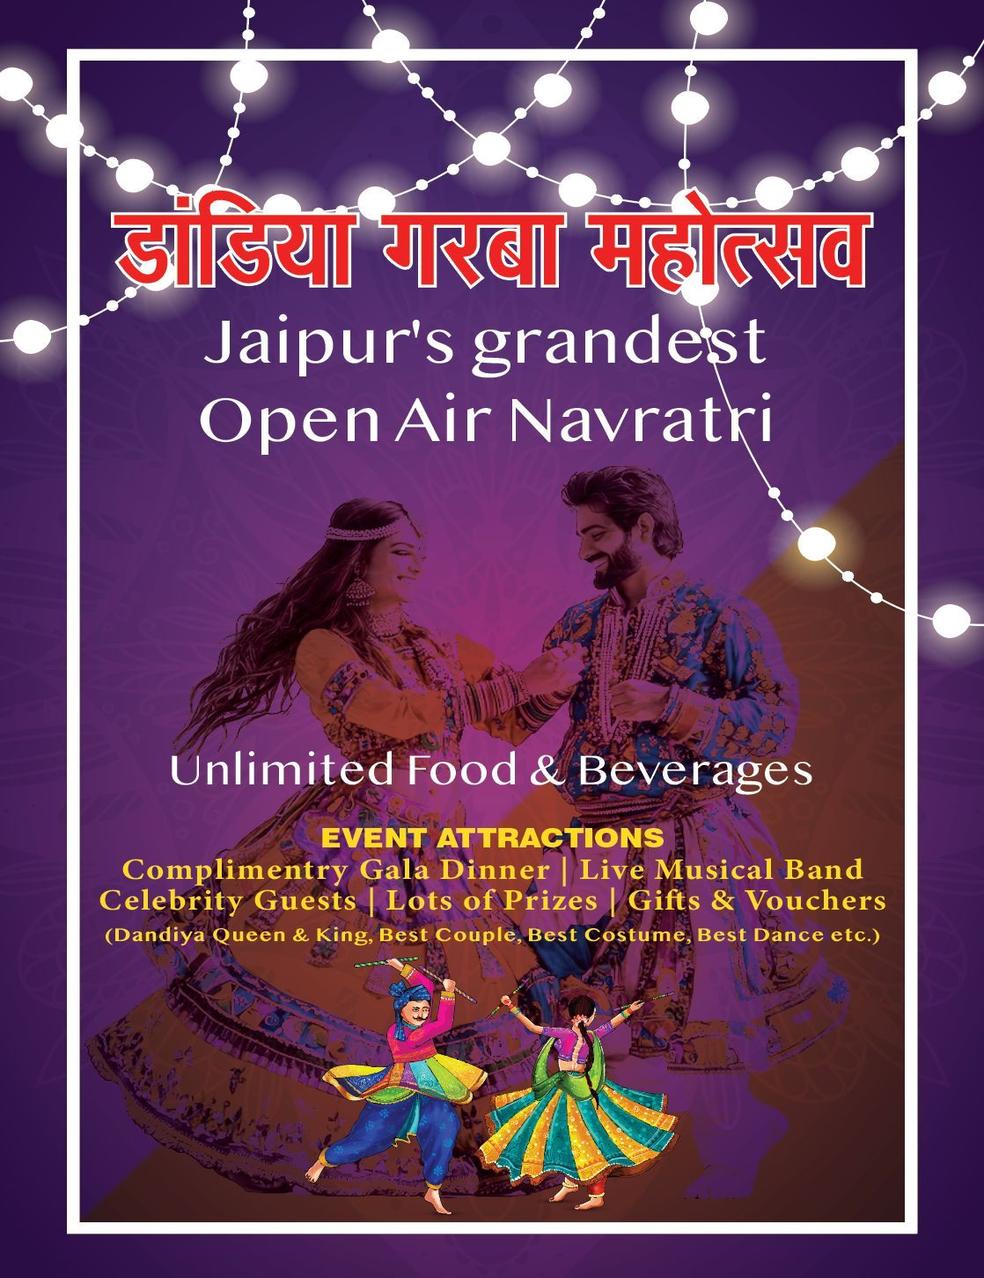 डांडिया गरबा महोत्सव
Jaipur's grandest
Open Air Navratri
Unlimited Food & Beverages
EVENT ATTRACTIONS
Complimentry Gala Dinner | Live Musical Band
Celebrity Guests | Lots of Prizes | Gifts & Vouchers
(Dandiya Queen & King, Best Couple, Best Costume, Best Dance etc.)